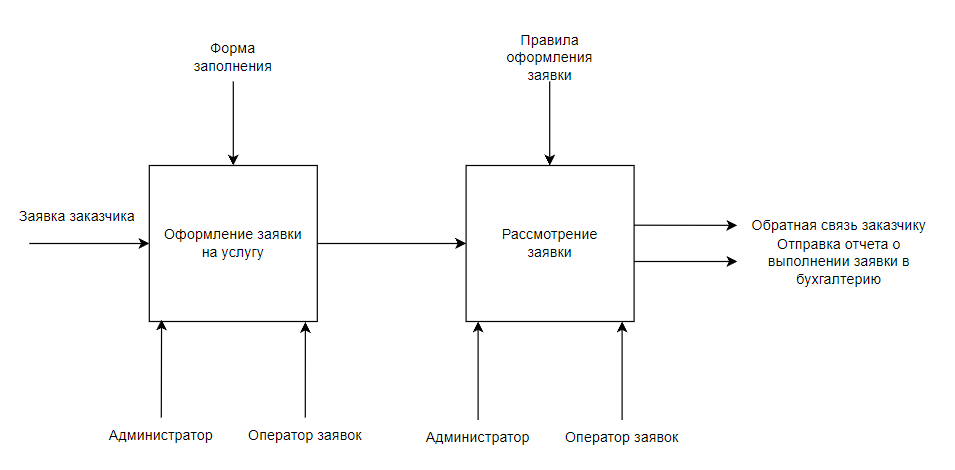 Форма
заполнения
Правила
оформления
заявки
Заявка заказчика
Оформление заявки
на услугу
Рассмотрение
заявки
Обратная связь заказчику
Отправка отчета о
выполнении заявки в
бухгалтерию
Администратор
Оператор заявок
Администратор
Оператор заявок